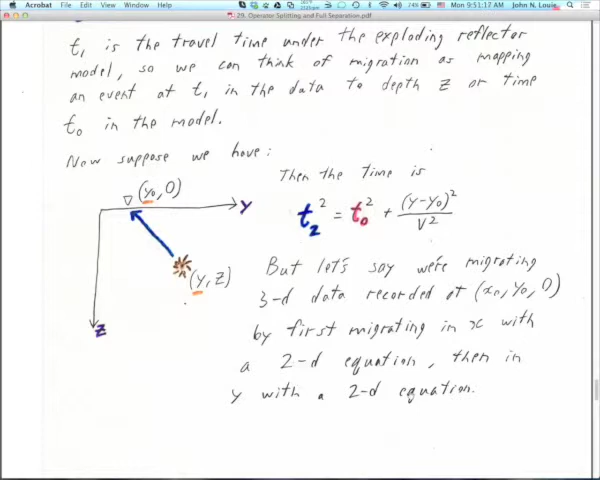 Acrobat File Edit View Window Help
74% Mon 9:51:17 AM John N. Louie
29. Operator Splitting and Full Separation.pdf
t₁ is the travel time under the exploding reflector
model, so we can think of migration as mapping
an event at t₁ in the data to depth z or time
t₀ in the model.
Now suppose we have:
(y₀, 0)
Y
(y, z)
z
Then the time is
t₂² = t₀² + (y-y₀)²/V²
But let's say we're migrating
3-d data recorded at (x₀, y₀, 0)
by first migrating in x with
a 2-d equation, then in
y with a 2-d equation.